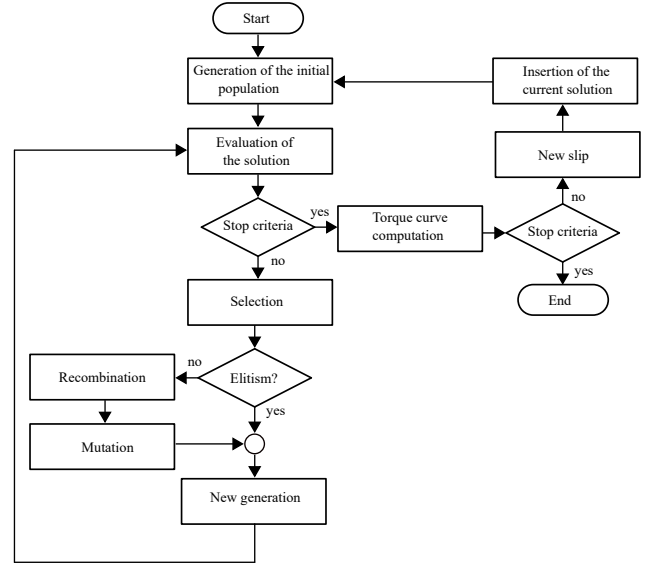 Start
Generation of the initial
population
Insertion of the
current solution
Evaluation of
the solution
New slip
Stop criteria
yes
Torque curve
computation
Stop criteria
no
yes
End
no
Selection
Elitism?
no
yes
Recombination
Mutation
New generation